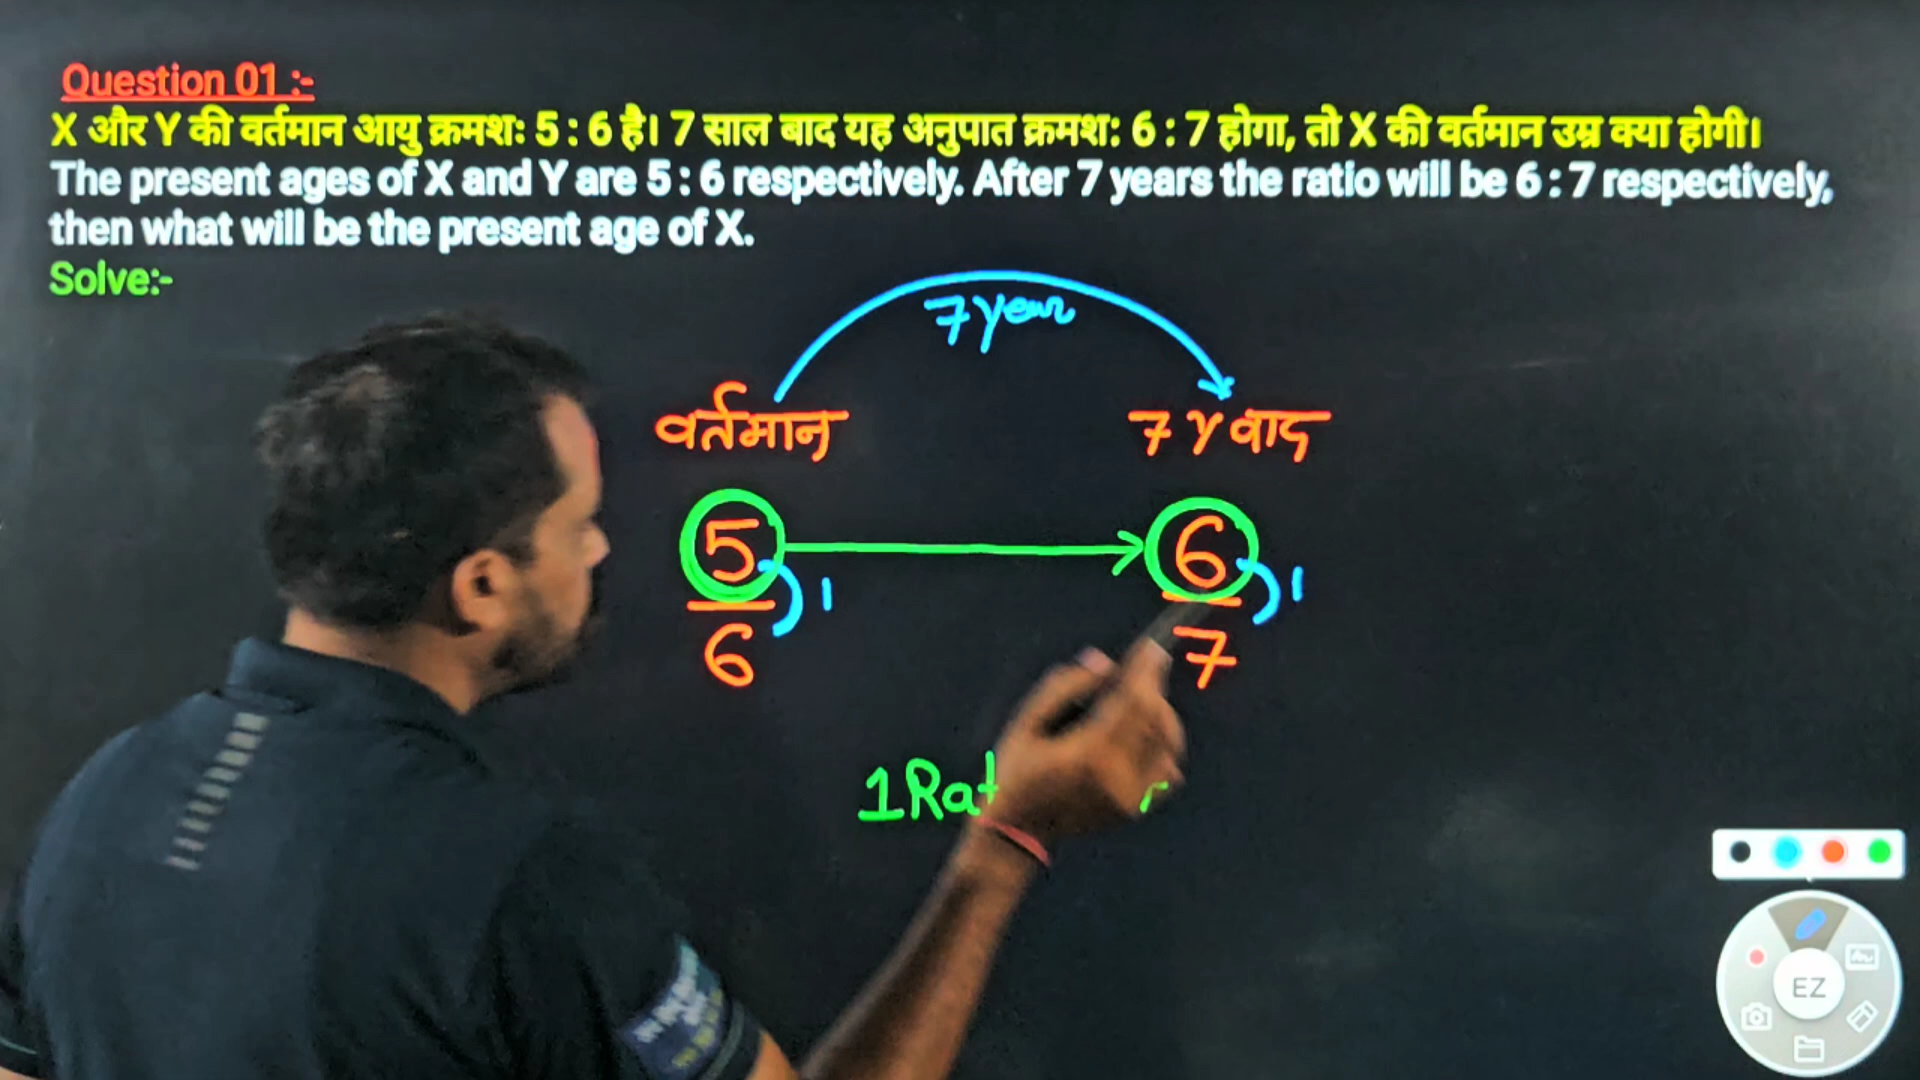 Question 01 :-
X और Y की वर्तमान आयु क्रमशः 5 : 6 है। 7 साल बाद यह अनुपात क्रमश: 6 : 7 होगा, तो X की वर्तमान उम्र क्या होगी।
The present ages of X and Y are 5 : 6 respectively. After 7 years the ratio will be 6 : 7 respectively,
then what will be the present age of X.
Solve:-
7 Year
वर्तमान 7 Y बाद
5 1 6 1
6 7
1 Rat
EZ